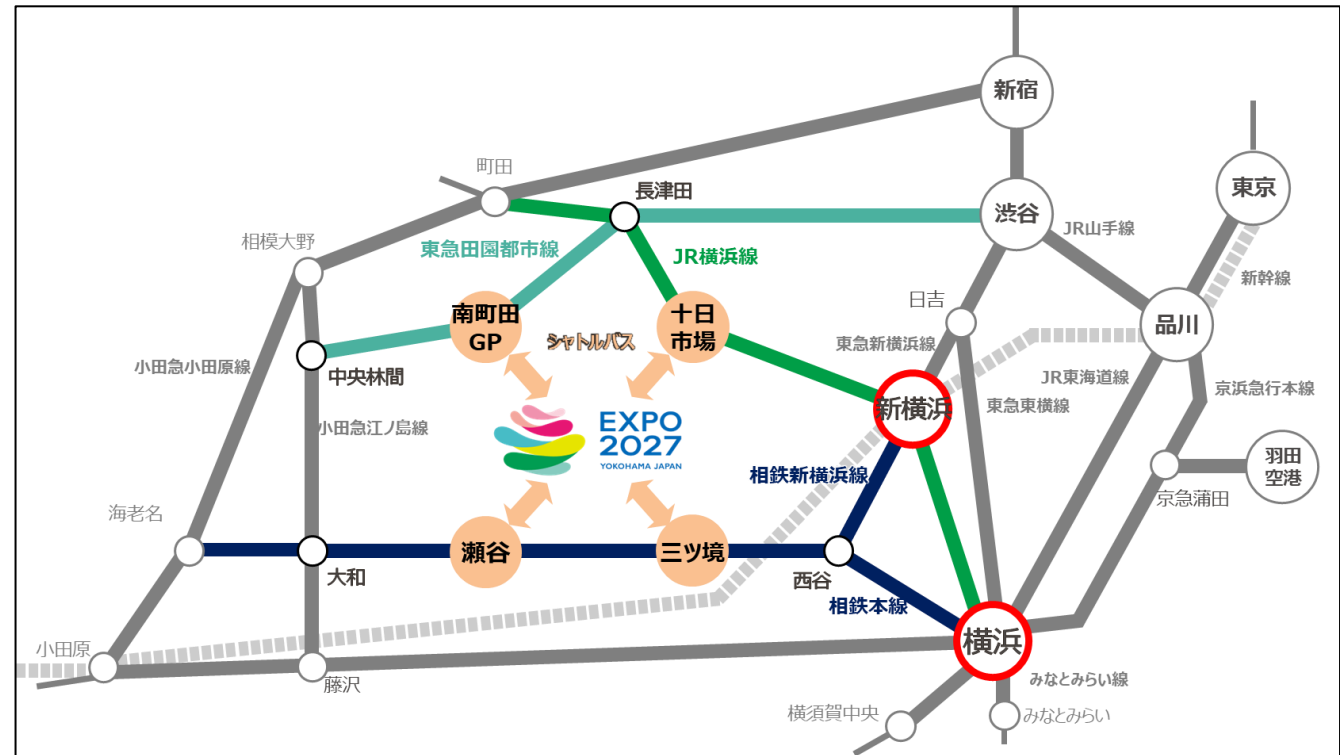 新宿
町田
長津田
東京
渋谷
相模大野
東急田園都市線
JR横浜線
JR山手線
新幹線
南町田
GP
シャトルバス
十日
市場
日吉
品川
小田急小田原線
中央林間
東急新横浜線
JR東海道線
京浜急行本線
新横浜
東急東横線
小田急江ノ島線
EXPO
2027
YOKOHAMA JAPAN
羽田
空港
相鉄新横浜線
京急蒲田
海老名
瀬谷
三ツ境
大和
西谷
相鉄本線
小田原
横浜
藤沢
みなとみらい線
横須賀中央
みなとみらい